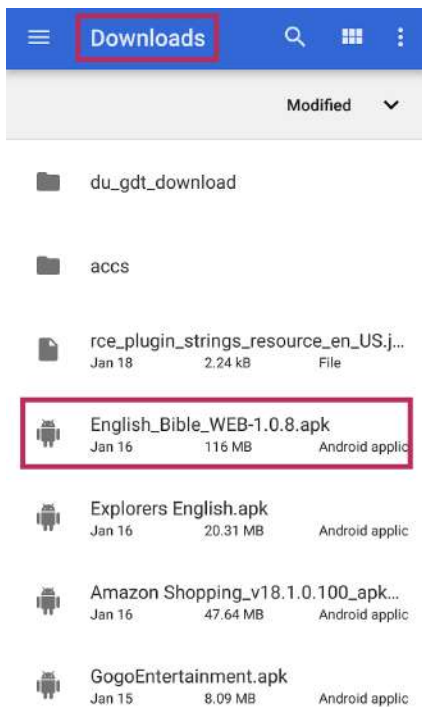 Downloads
Modified
du_gdt_download
accs
rce_plugin_strings_resource_en_US.j...
Jan 18 2.24 kB File
English_Bible_WEB-1.0.8.apk
Jan 16 116 MB Android applic
Explorers English.apk
Jan 16 20.31 MB Android applic
Amazon Shopping_v18.1.0.100_apk...
Jan 16 47.64 MB Android applic
GogoEntertainment.apk
Jan 15 8.09 MB Android applic